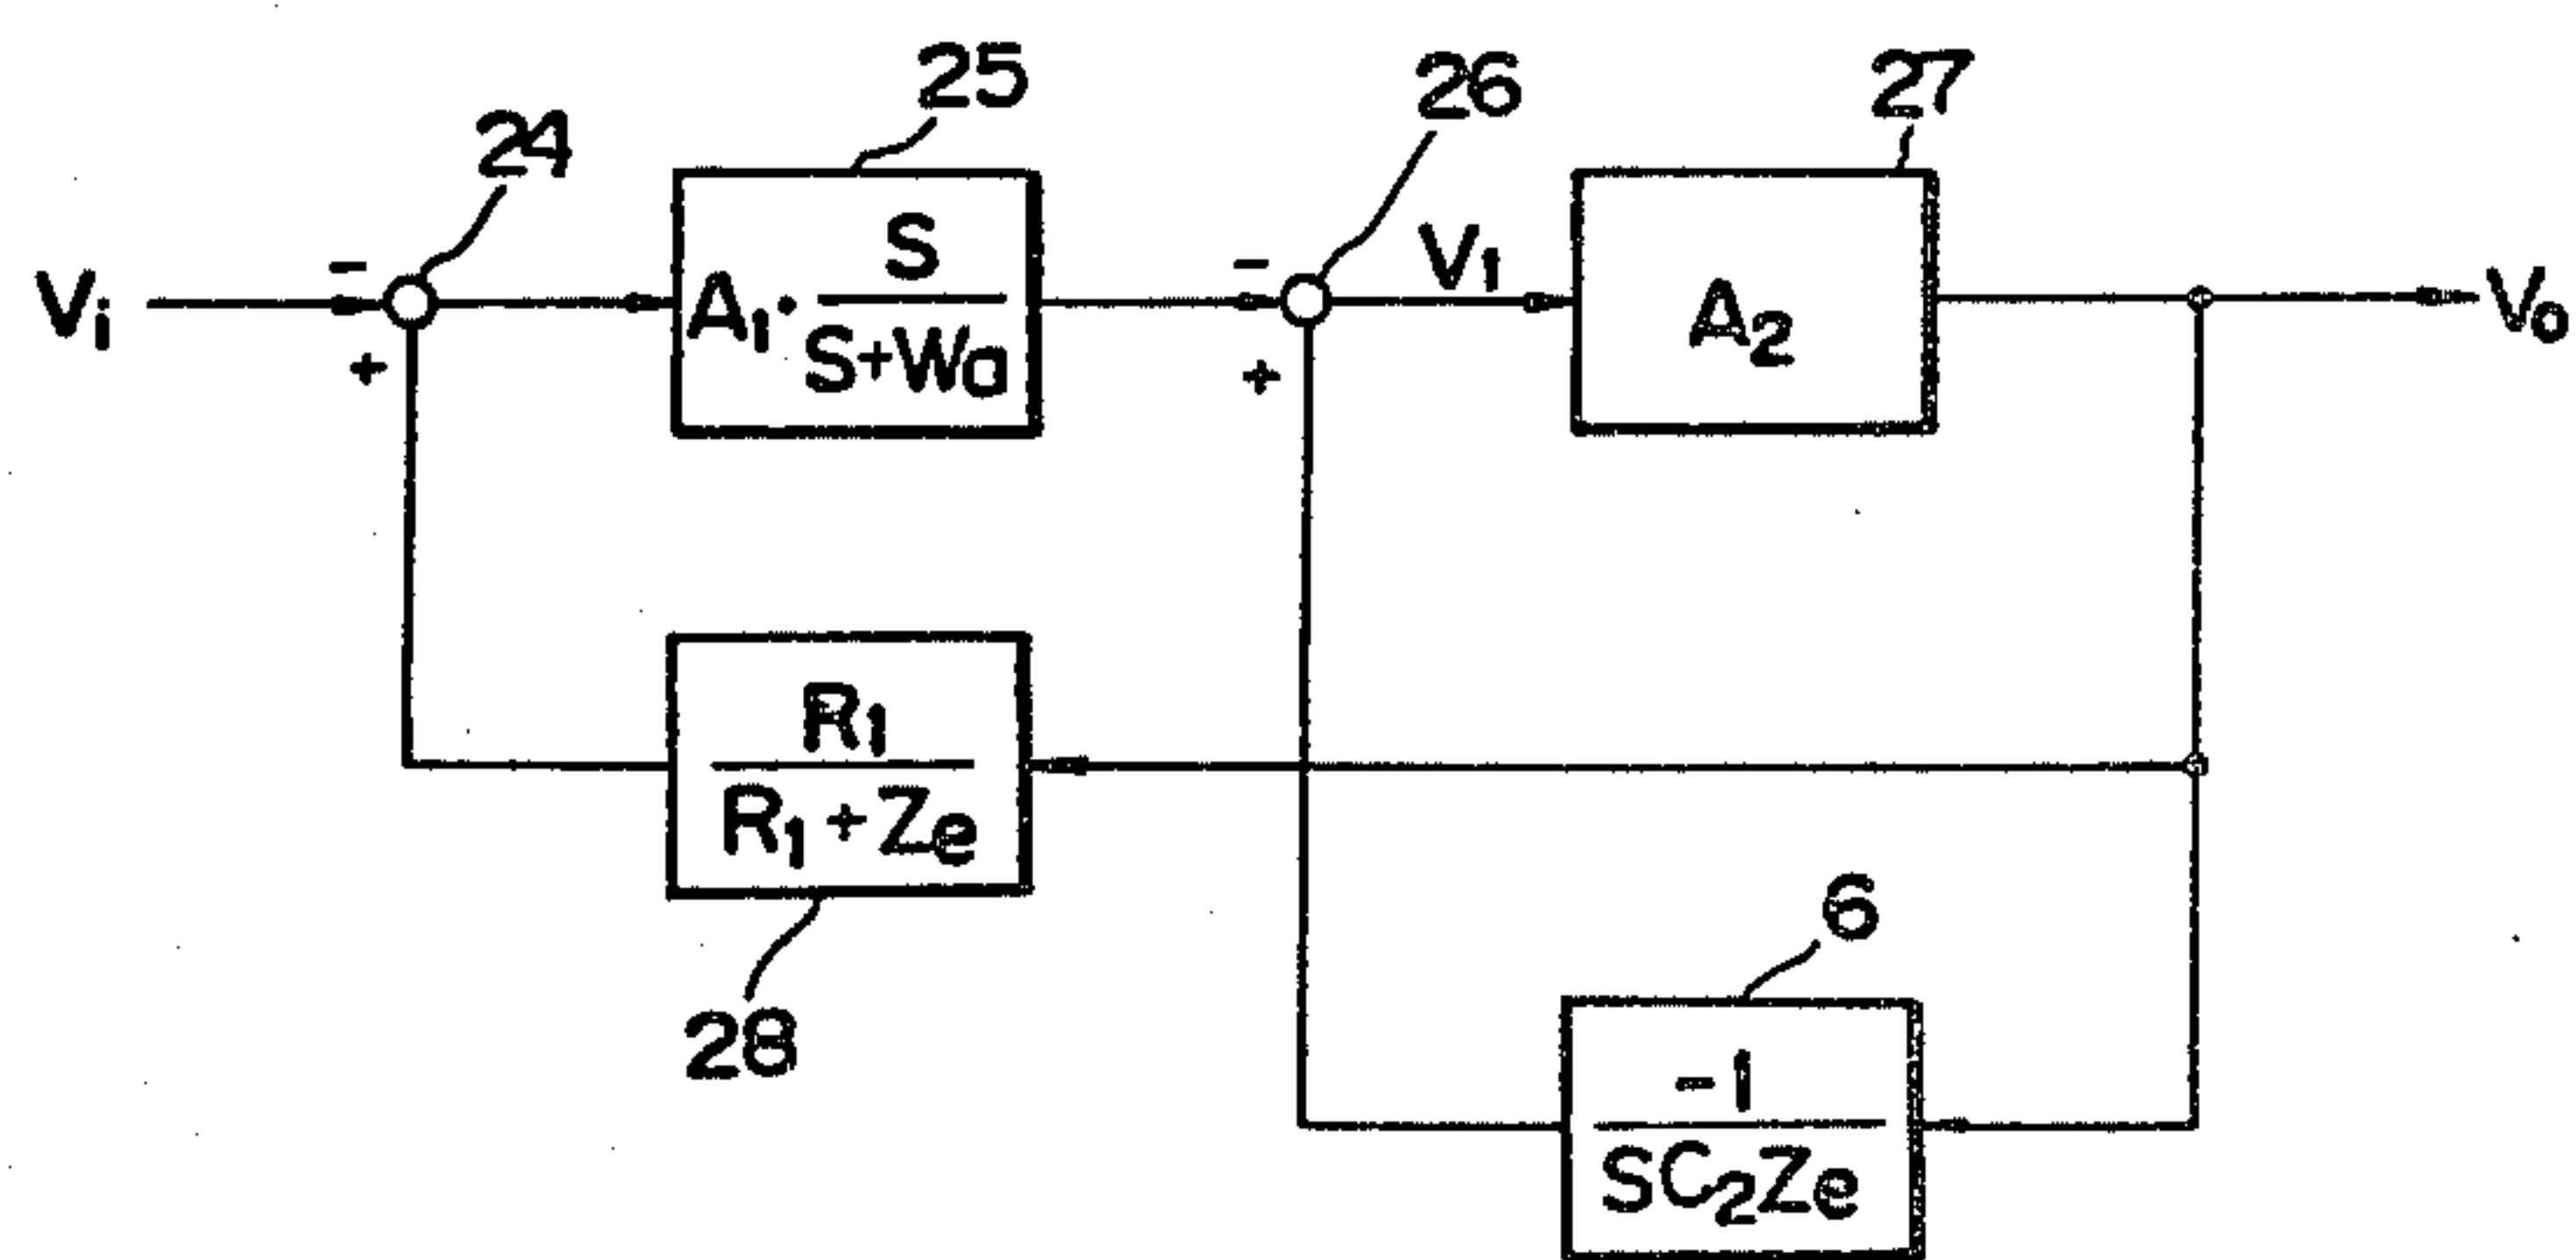 25
26
27
24
Vi
-
+
A1· S/(S+Wa)
-
+
V1
A2
Vo
R1/(R1+Ze)
28
6
-1/(SC2Ze)